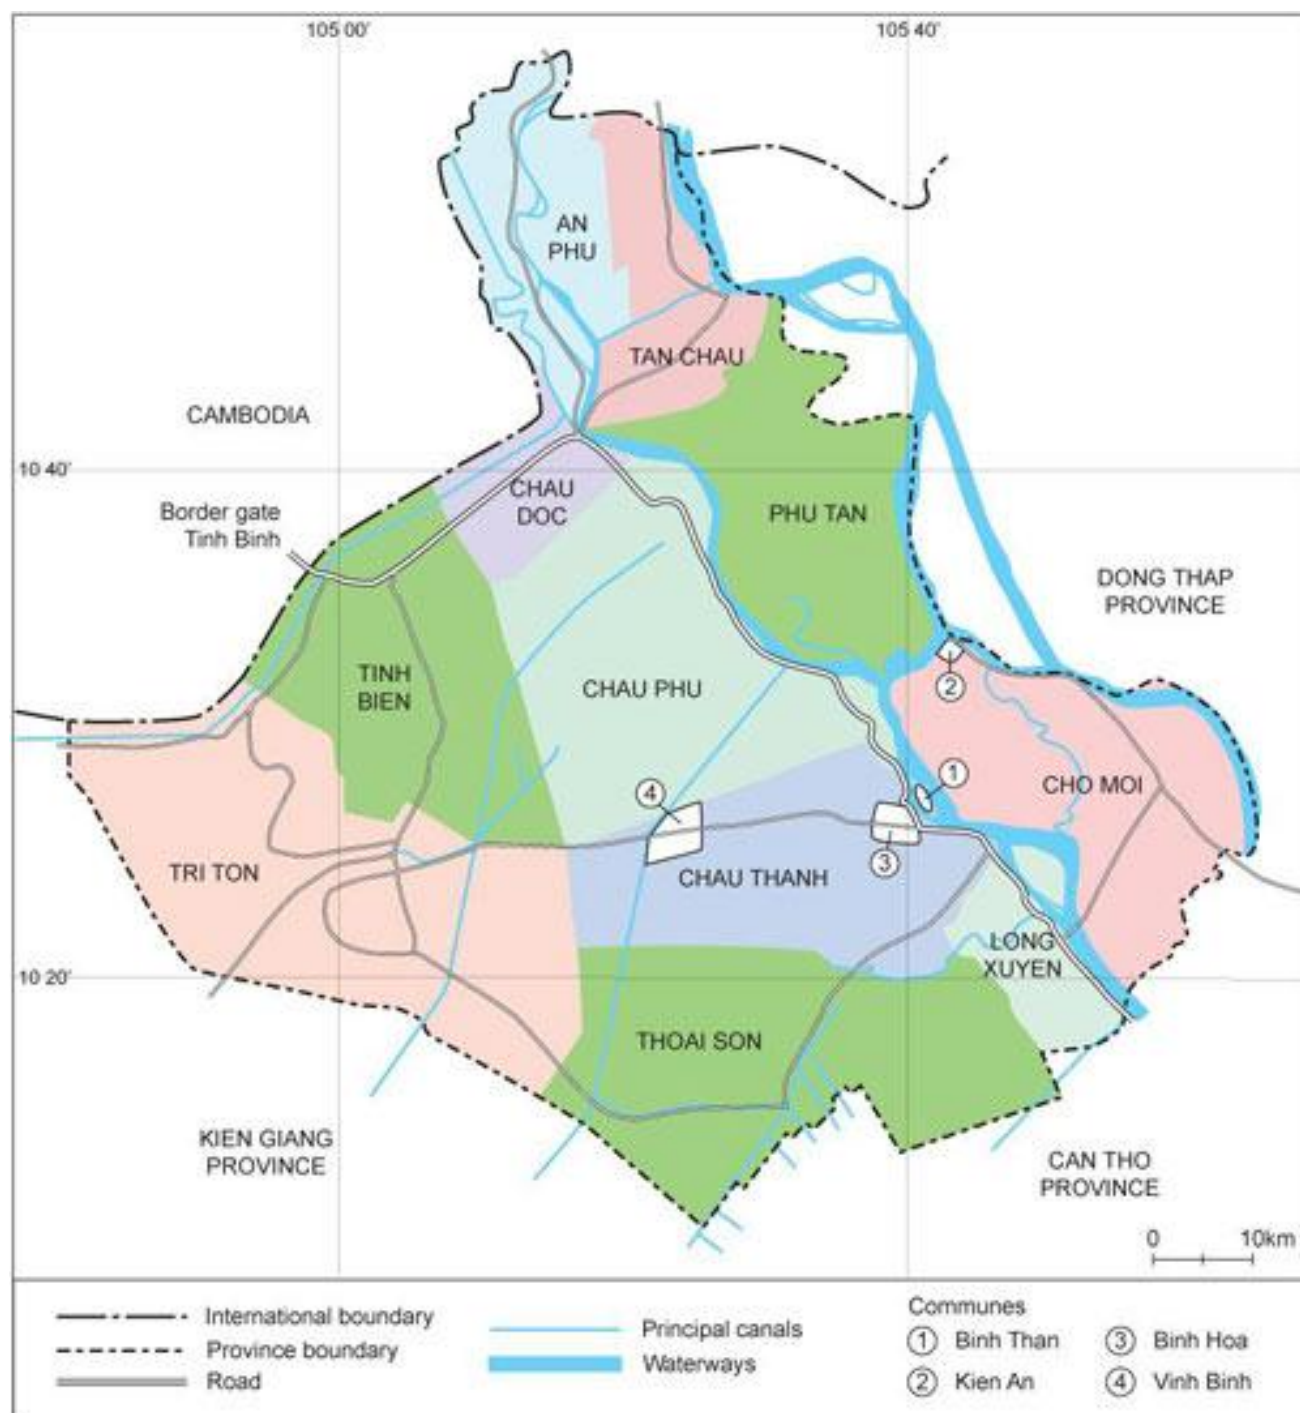 105 00'
105 40'
AN
PHU
TAN CHAU
CAMBODIA
10 40'
CHAU
DOC
Border gate
Tinh Binh
PHU TAN
DONG THAP
PROVINCE
TINH
BIEN
CHAU PHU
2
1
CHO MOI
4
TRI TON
CHAU THANH
3
LONG
XUYEN
10 20'
THOAI SON
KIEN GIANG
PROVINCE
CAN THO
PROVINCE
0 10km
International boundary
Province boundary
Road
Principal canals
Waterways
Communes
1 Binh Than
2 Kien An
3 Binh Hoa
4 Vinh Binh